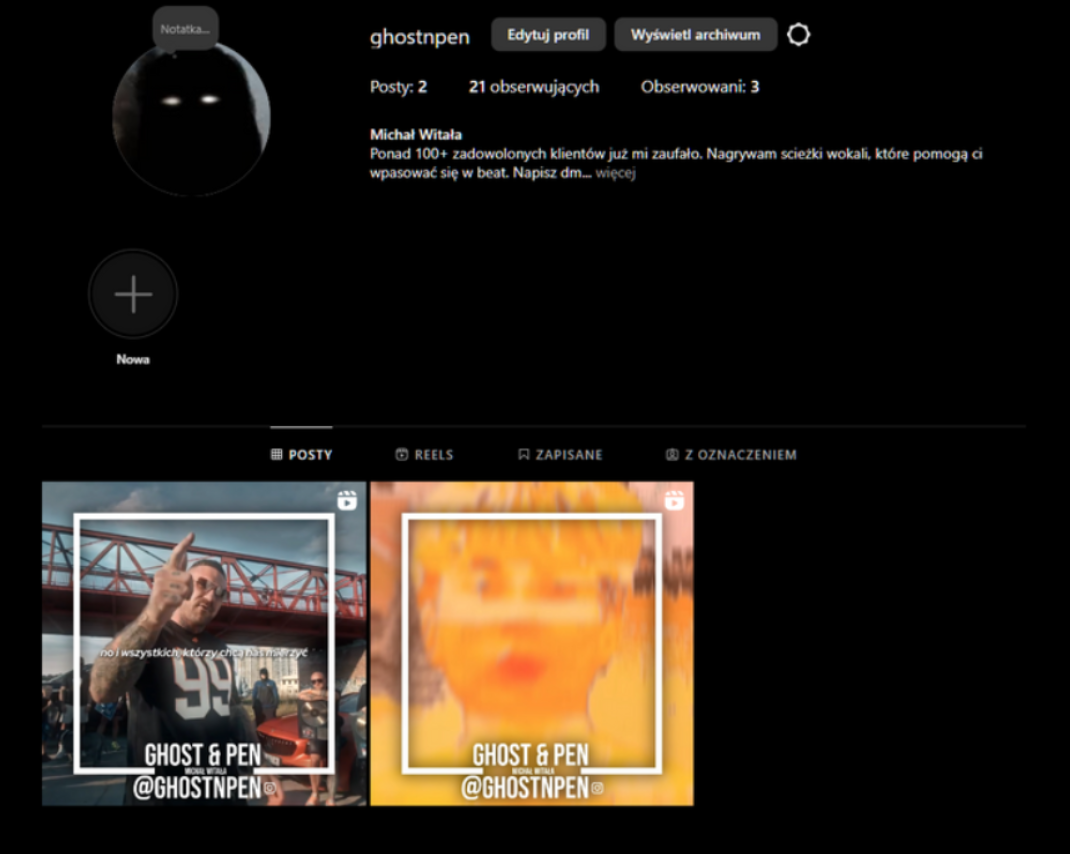 Notatka...
ghostnpen
Edytuj profil
Wyświetl archiwum
Posty: 2
21 obserwujących
Obserwowani: 3
Michał Witała
Ponad 100+ zadowolonych klientów już mi zaufało. Nagrywam scieżki wokali, które pomogą ci
wpasować się w beat. Napisz dm... więcej
Nowa
POSTY
REELS
ZAPISANE
Z OZNACZENIEM
no i wszystkich, którzy chcą nas mierzyć
99
GHOST & PEN
MICHAŁ WITAŁA
@GHOSTNPEN
GHOST & PEN
MICHAŁ WITAŁA
@GHOSTNPEN